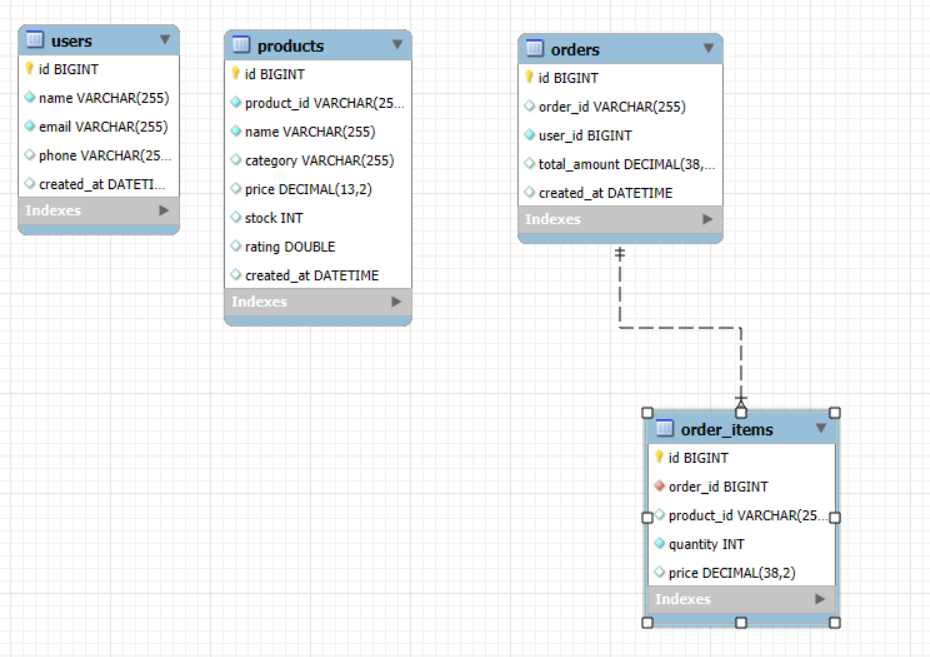 users
id BIGINT
name VARCHAR(255)
email VARCHAR(255)
phone VARCHAR(25...
created_at DATETI...
Indexes
products
id BIGINT
product_id VARCHAR(25...
name VARCHAR(255)
category VARCHAR(255)
price DECIMAL(13,2)
stock INT
rating DOUBLE
created_at DATETIME
Indexes
orders
id BIGINT
order_id VARCHAR(255)
user_id BIGINT
total_amount DECIMAL(38,...
created_at DATETIME
Indexes
order_items
id BIGINT
order_id BIGINT
product_id VARCHAR(25...
quantity INT
price DECIMAL(38,2)
Indexes